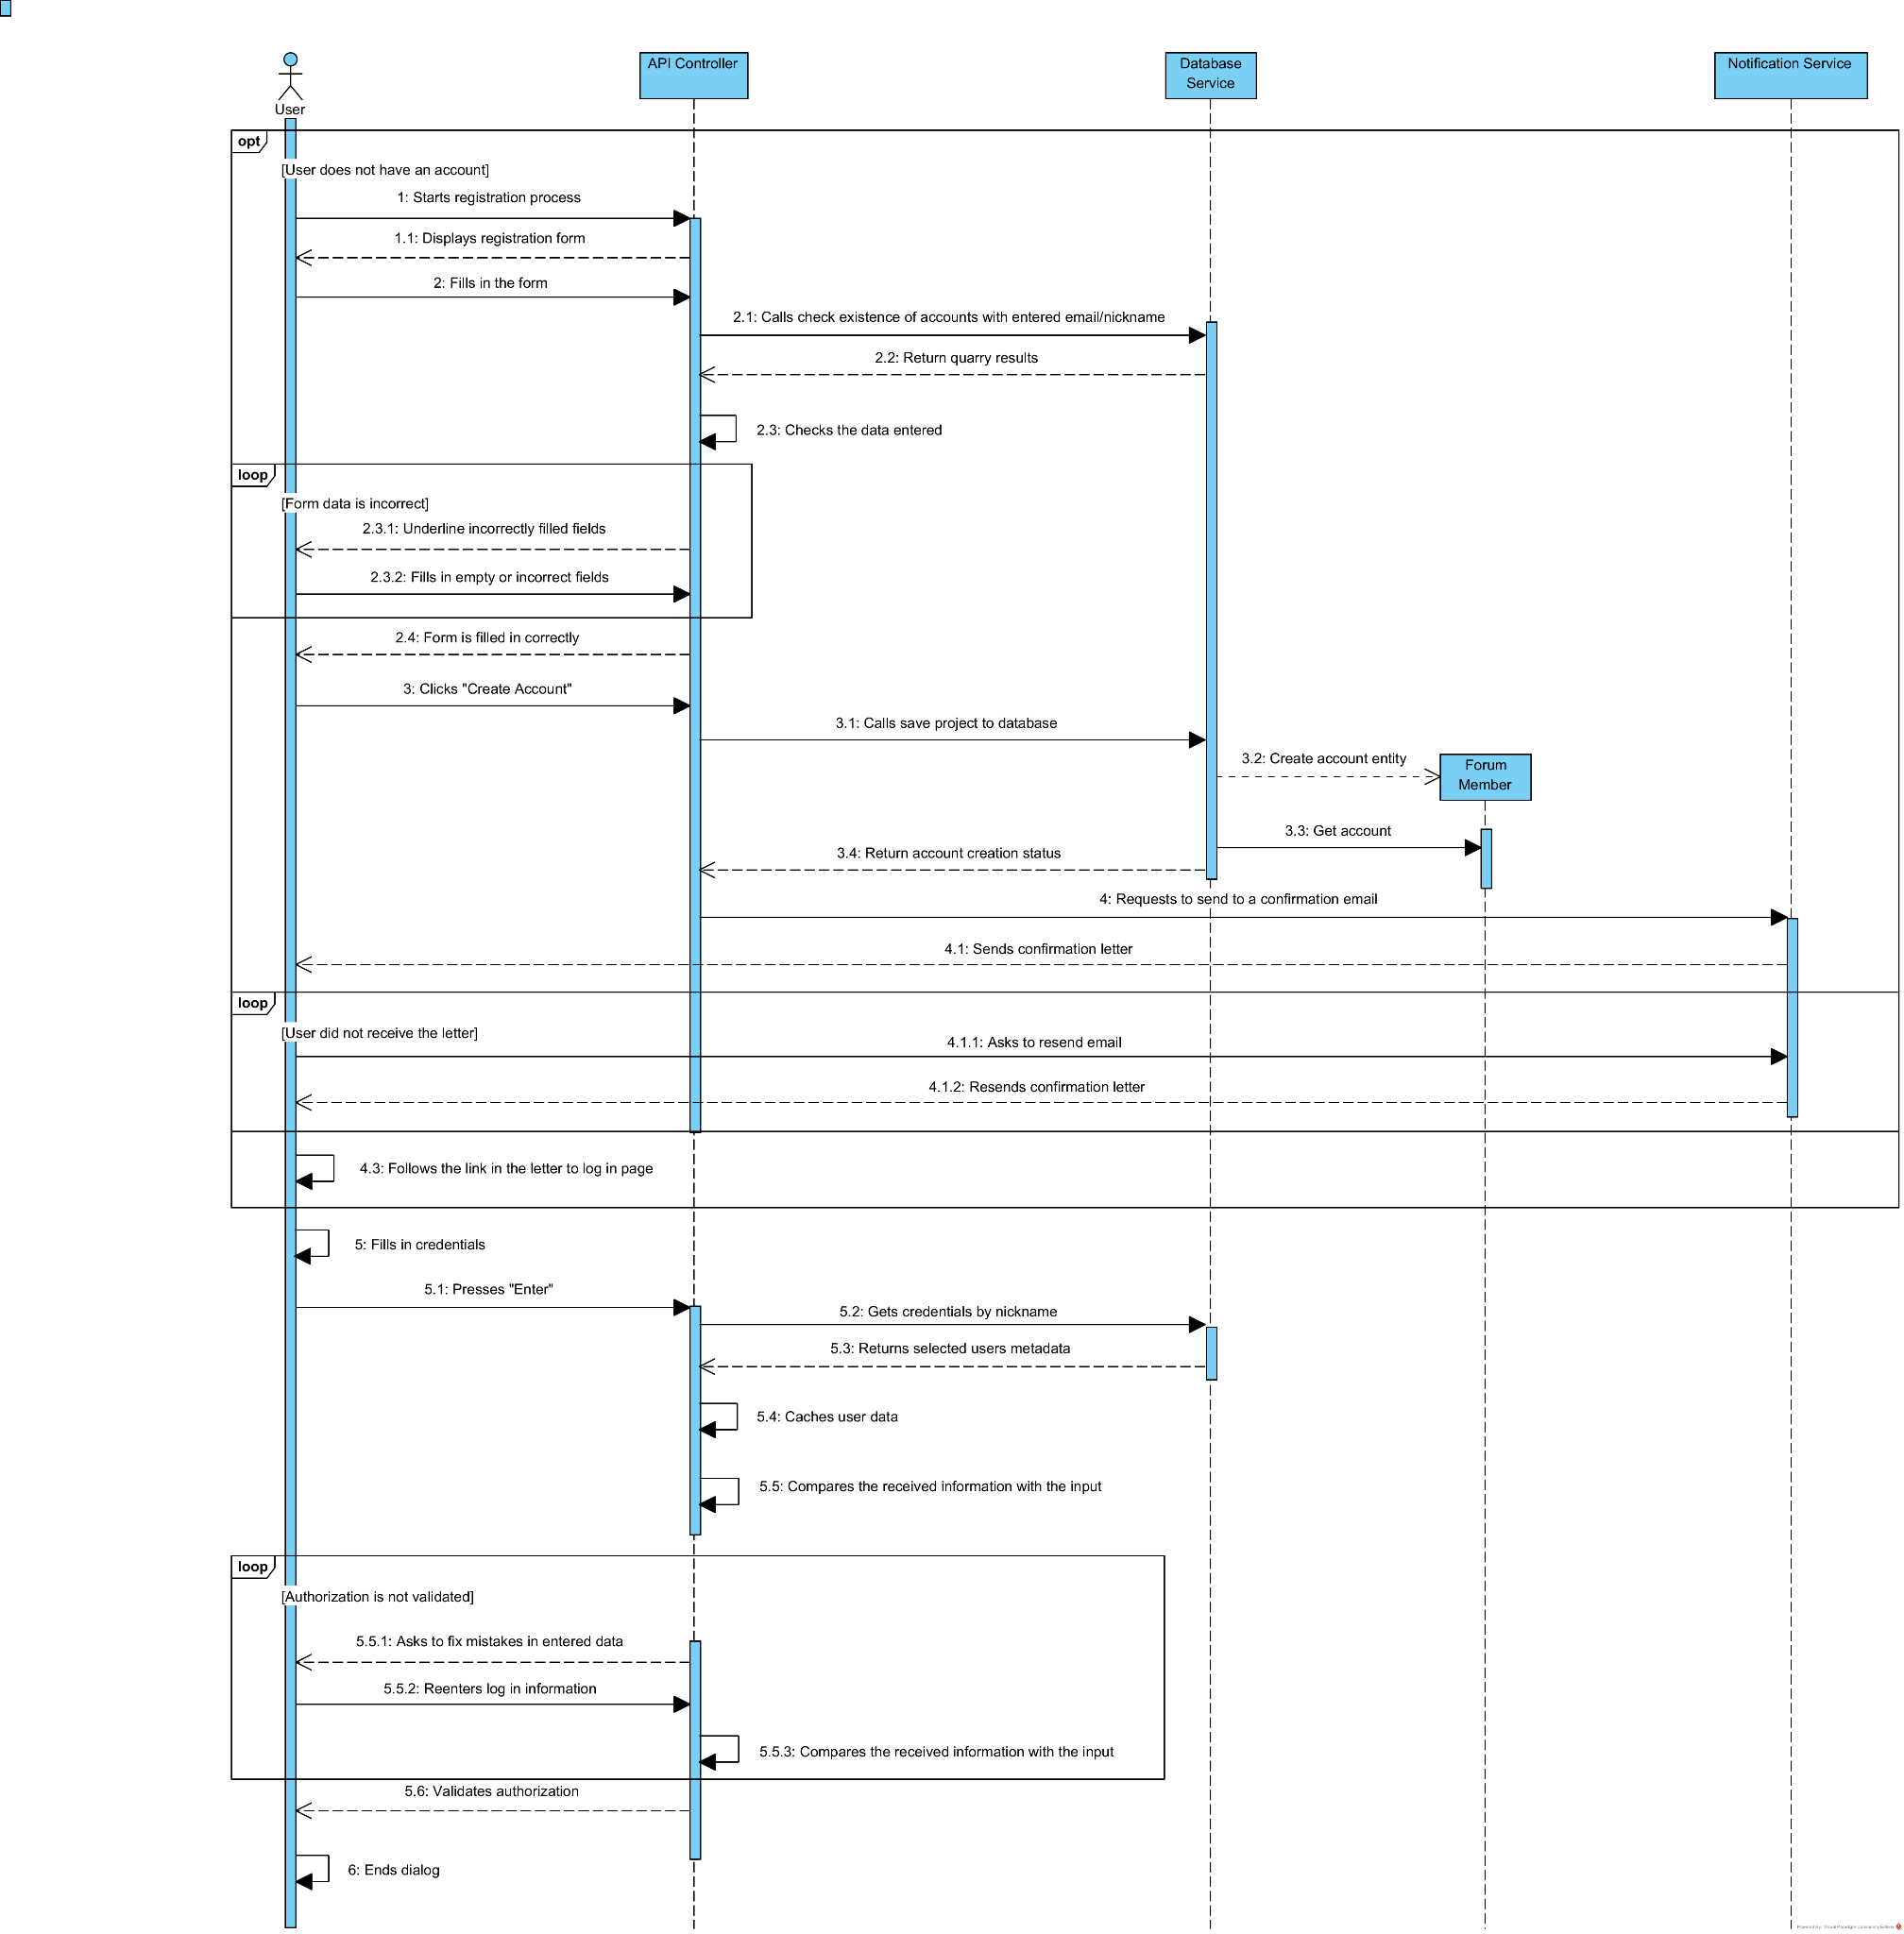 API Controller
Database
Service
Notification Service
User
opt
[User does not have an account]
1: Starts registration process
1.1: Displays registration form
2: Fills in the form
2.1: Calls check existence of accounts with entered email/nickname
2.2: Return quarry results
2.3: Checks the data entered
loop
[Form data is incorrect]
2.3.1: Underline incorrectly filled fields
2.3.2: Fills in empty or incorrect fields
2.4: Form is filled in correctly
3: Clicks "Create Account"
3.1: Calls save project to database
3.2: Create account entity
Forum
Member
3.3: Get account
3.4: Return account creation status
4: Requests to send to a confirmation email
4.1: Sends confirmation letter
loop
[User did not receive the letter]
4.1.1: Asks to resend email
4.1.2: Resends confirmation letter
4.3: Follows the link in the letter to log in page
5: Fills in credentials
5.1: Presses "Enter"
5.2: Gets credentials by nickname
5.3: Returns selected users metadata
5.4: Caches user data
5.5: Compares the received information with the input
loop
[Authorization is not validated]
5.5.1: Asks to fix mistakes in entered data
5.5.2: Reenters log in information
5.5.3: Compares the received information with the input
5.6: Validates authorization
6: Ends dialog
Powered by: Visual Paradigm Community Edition